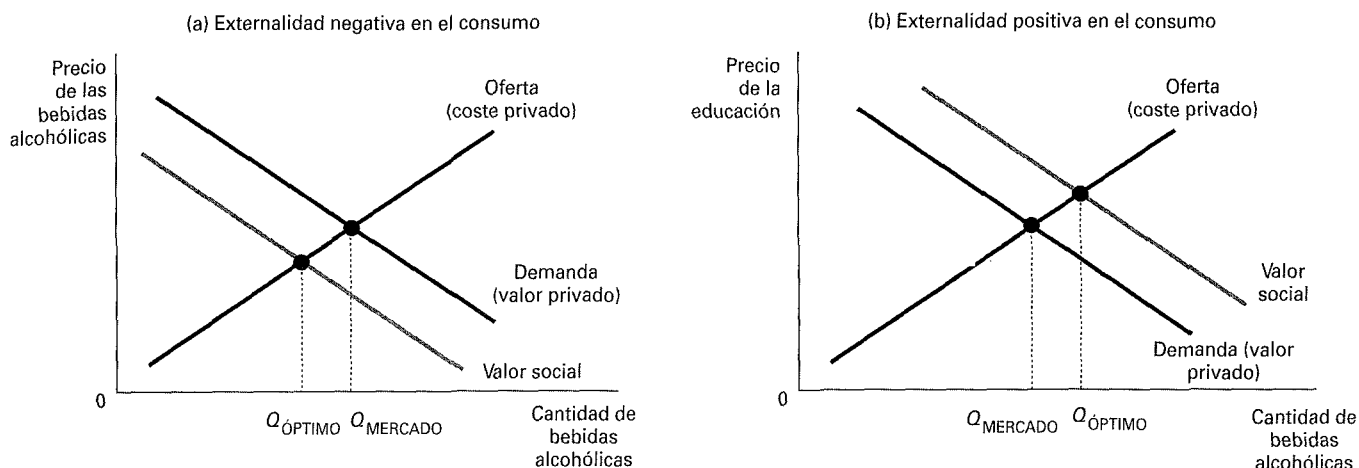 (a) Externalidad negativa en el consumo
Precio
de las
bebidas
alcohólicas
Oferta
(coste privado)
Demanda
(valor privado)
Valor social
0
QÓPTIMO QMERCADO
Cantidad de
bebidas
alcohólicas
(b) Externalidad positiva en el consumo
Precio
de la
educación
Oferta
(coste privado)
Valor
social
Demanda (valor
privado)
0
QMERCADO QÓPTIMO
Cantidad de
bebidas
alcohólicas